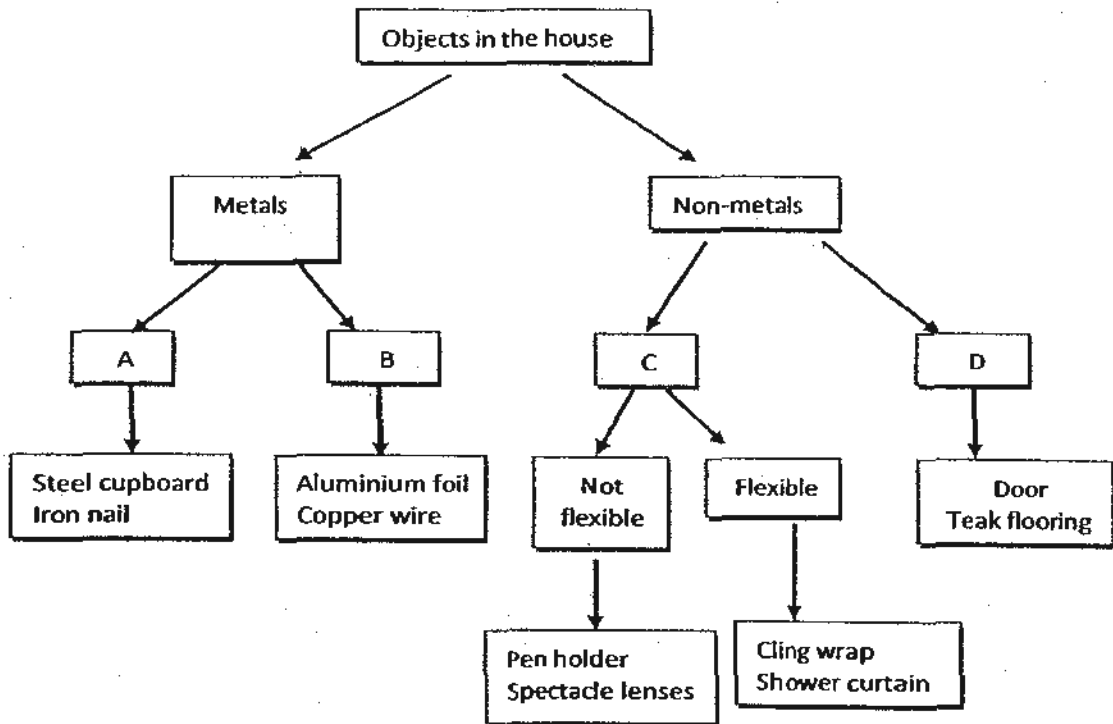 Objects in the house
Metals
Non-metals
A
B
C
D
Steel cupboard
Iron nail
Aluminium foil
Copper wire
Not
flexible
Flexible
Door
Teak flooring
Pen holder
Spectacle lenses
Cling wrap
Shower curtain